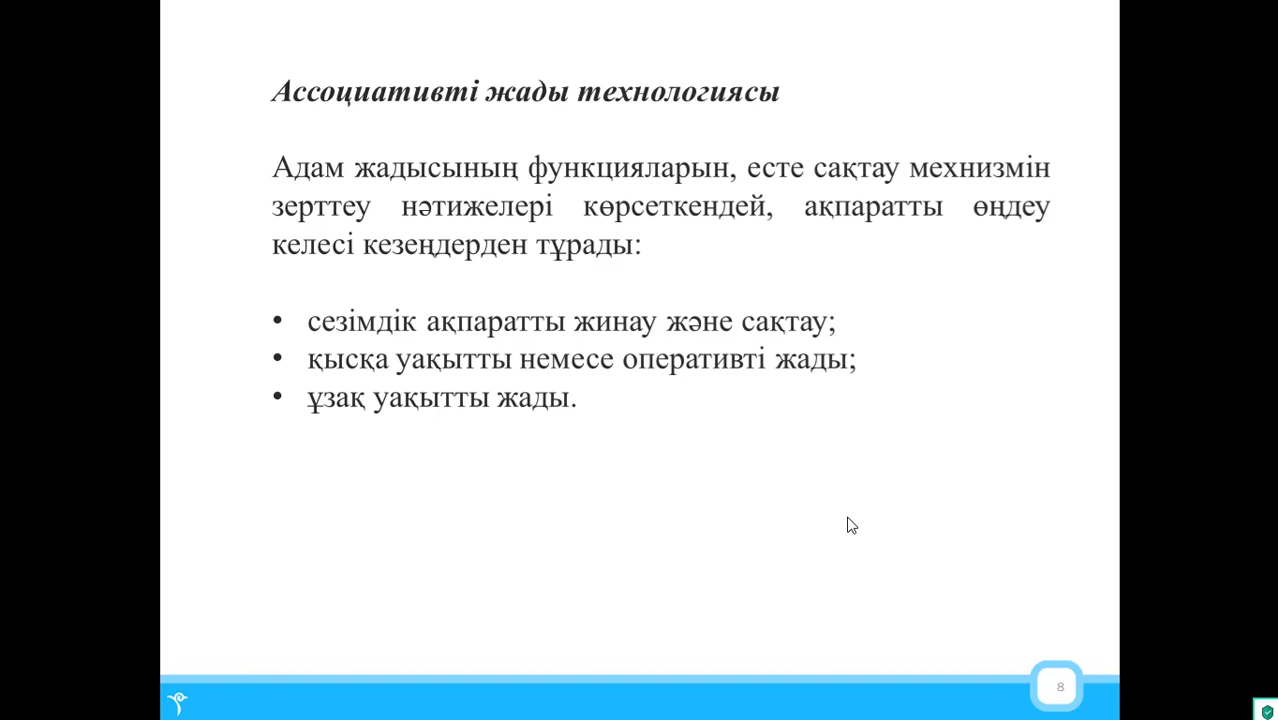 Ассоциативті жады технологиясы
Адам жадысының функцияларын, есте сақтау мехнизмін
зерттеу нәтижелері көрсеткендей, ақпаратты өңдеу
келесі кезеңдерден тұрады:
• сезімдік ақпаратты жинау және сақтау;
• қысқа уақытты немесе оперативті жады;
• ұзақ уақытты жады.
8